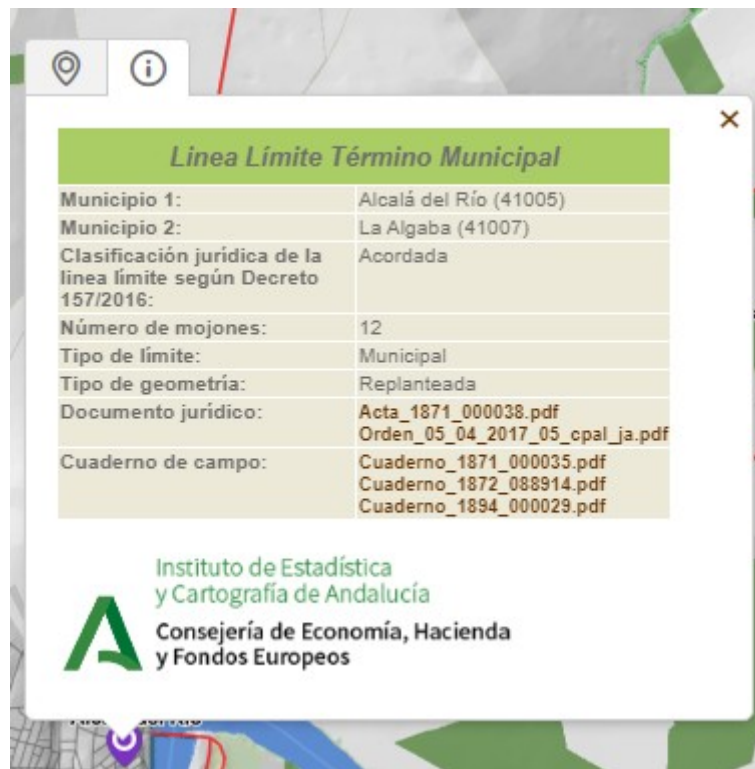 Linea Límite Término Municipal
Municipio 1: Alcalá del Río (41005)
Municipio 2: La Algaba (41007)
Clasificación jurídica de la Acordada
linea límite según Decreto
157/2016:
Número de mojones: 12
Tipo de límite: Municipal
Tipo de geometría: Replanteada
Documento jurídico: Acta_1871_000038.pdf
Orden_05_04_2017_05_cpal_ja.pdf
Cuaderno de campo: Cuaderno_1871_000035.pdf
Cuaderno_1872_088914.pdf
Cuaderno_1894_000029.pdf
Instituto de Estadística
y Cartografía de Andalucía
Consejería de Economía, Hacienda
y Fondos Europeos